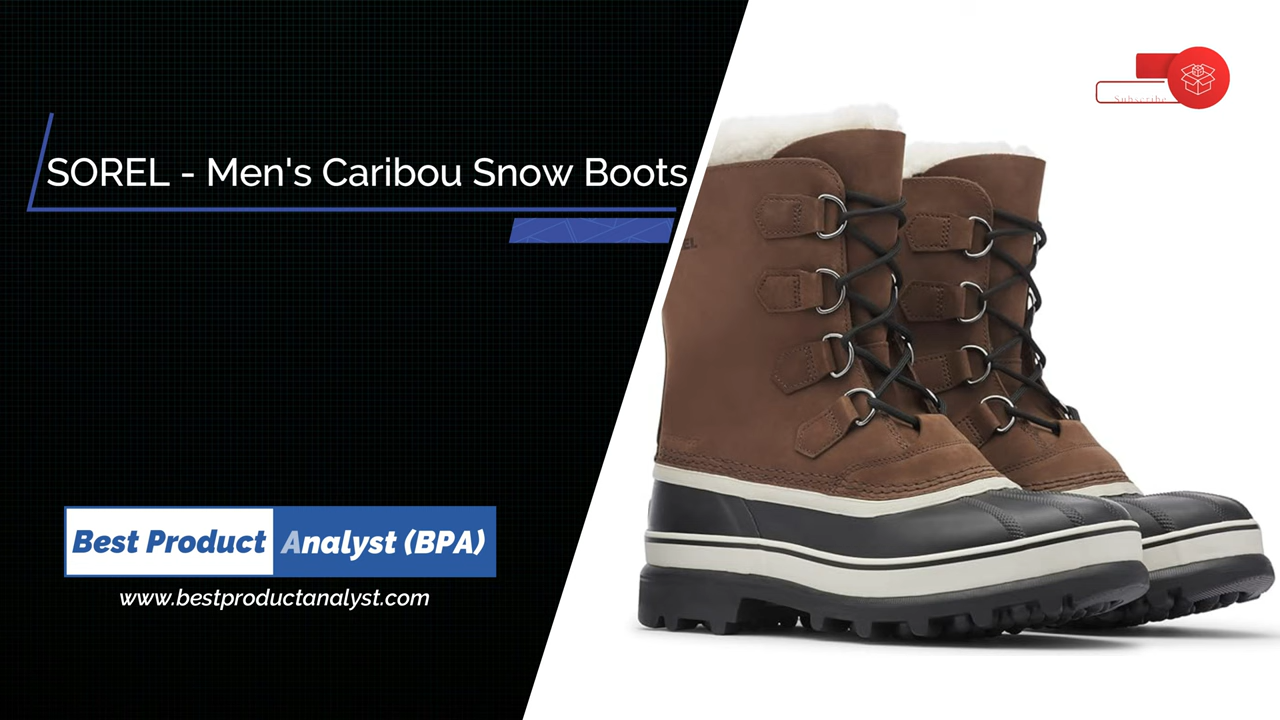 SOREL - Men's Caribou Snow Boots
Subscribe
Best Product Analyst (BPA)
www.bestproductanalyst.com